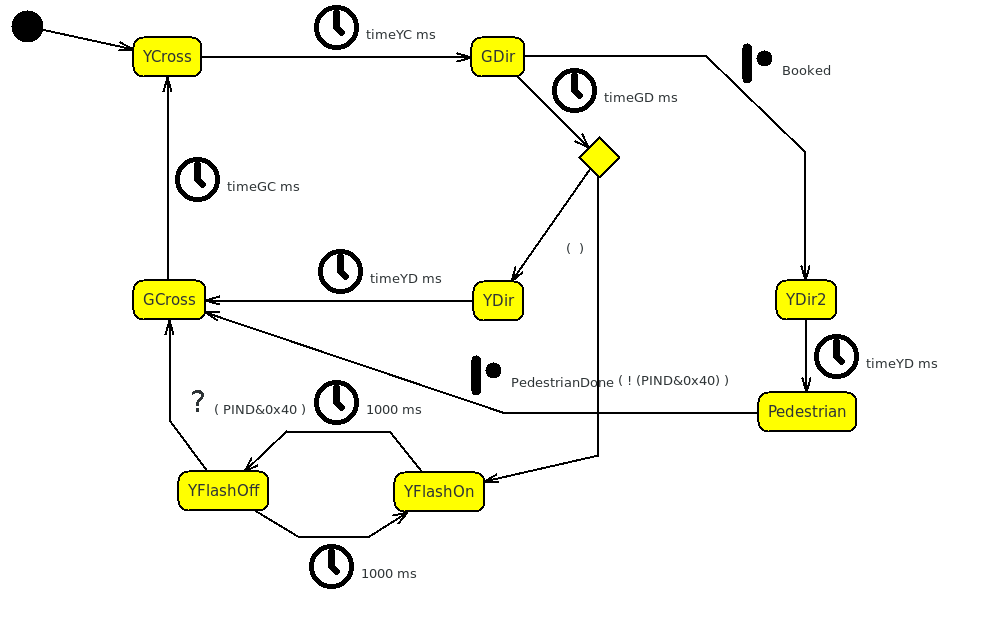 timeYC ms
YCross
GDir
Booked
timeGD ms
timeGC ms
( )
timeYD ms
GCross
YDir
YDir2
timeYD ms
PedestrianDone ( ! (PIND&0x40) )
? ( PIND&0x40 )
1000 ms
Pedestrian
YFlashOff
YFlashOn
1000 ms